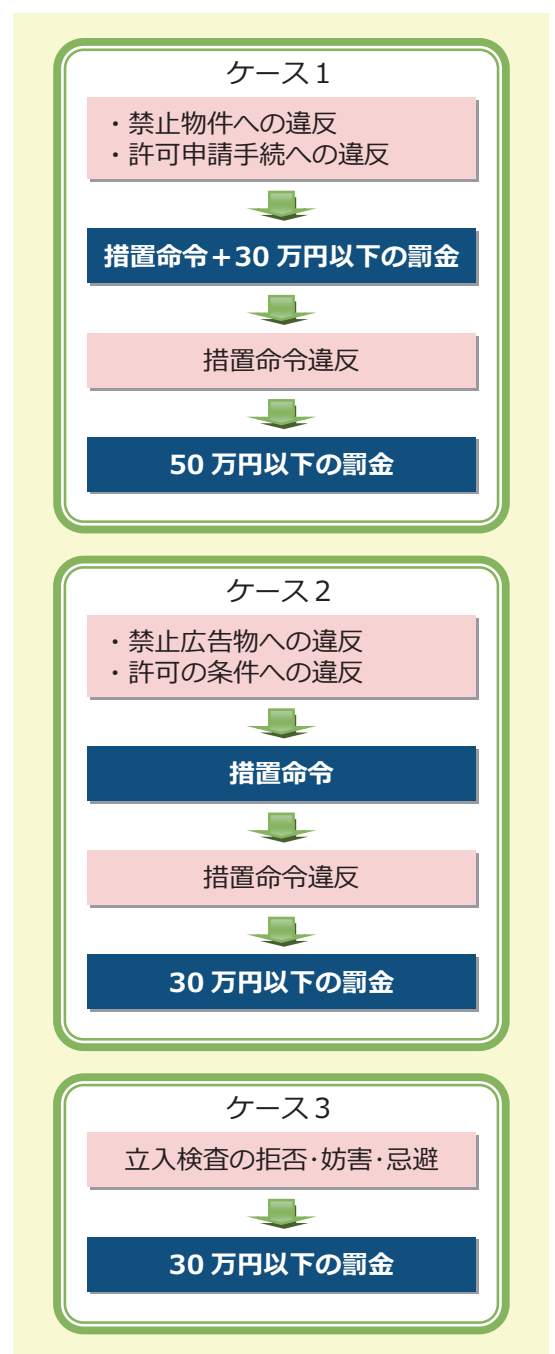 ケース1
・禁止物件への違反
・許可申請手続への違反
措置命令+30 万円以下の罰金
措置命令違反
50 万円以下の罰金
ケース2
・禁止広告物への違反
・許可の条件への違反
措置命令
措置命令違反
30 万円以下の罰金
ケース3
立入検査の拒否･妨害･忌避
30 万円以下の罰金